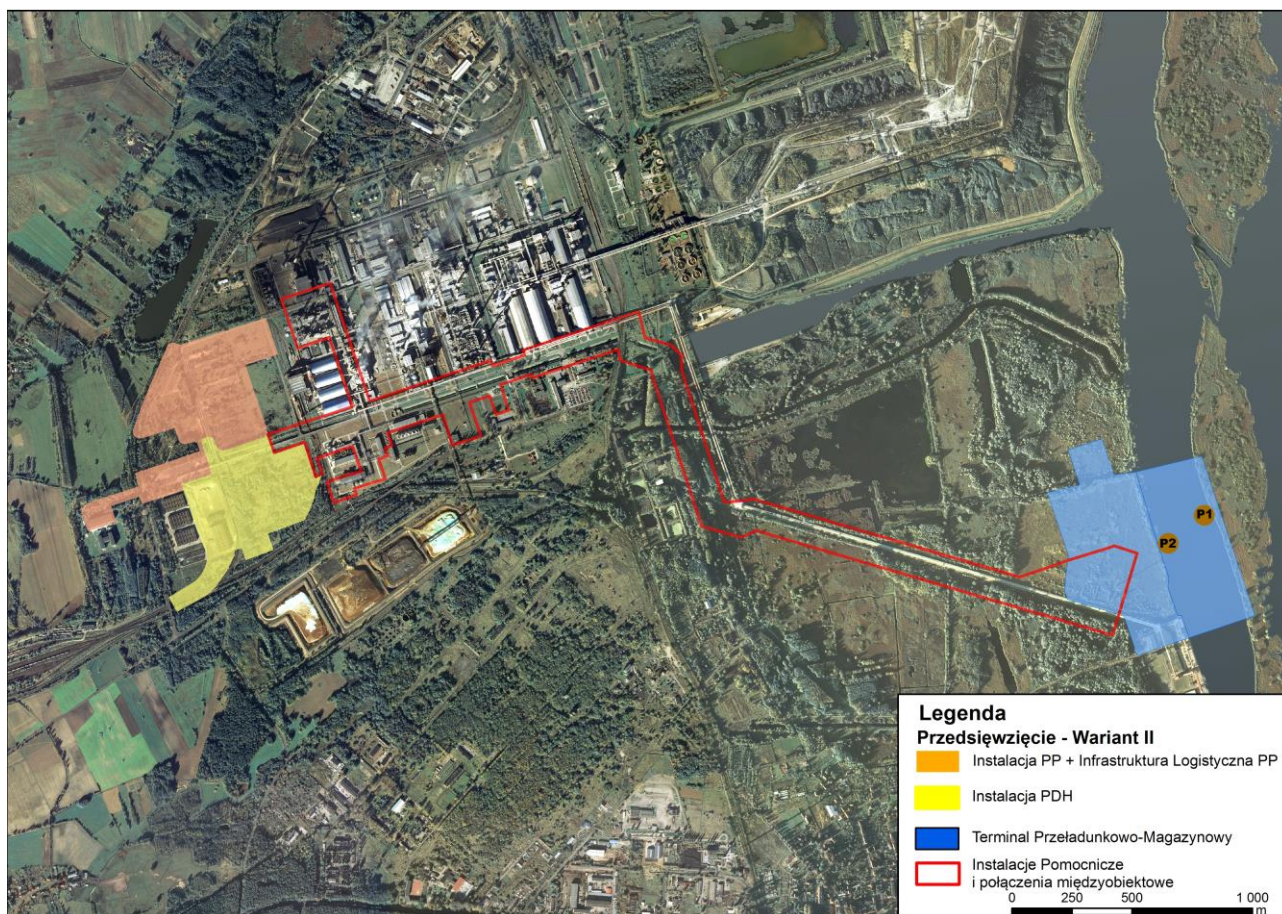 P1
P2
Legenda
Przedsięwzięcie - Wariant II
Instalacja PP + Infrastruktura Logistyczna PP
Instalacja PDH
Terminal Przeładunkowo-Magazynowy
Instalacje Pomocnicze
i połączenia międzyobiektowe
0 250 500 1 000
m